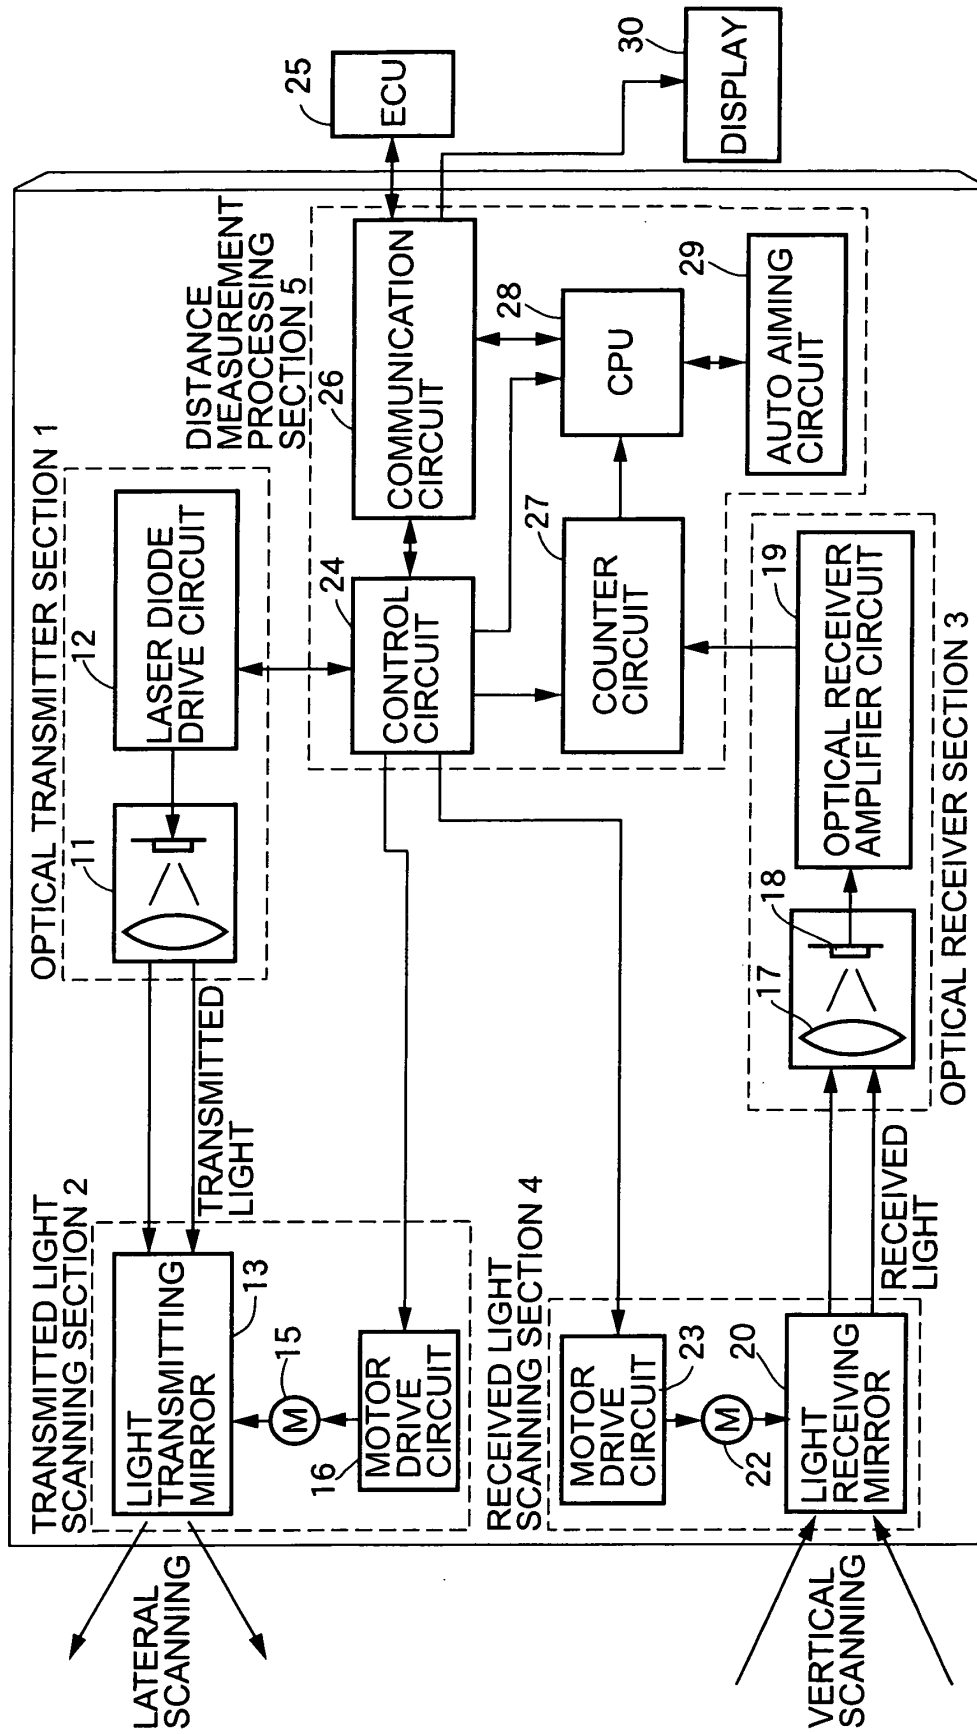 OPTICAL TRANSMITTER SECTION 1
TRANSMITTED LIGHT
SCANNING SECTION 2
LATERAL
SCANNING
LIGHT
TRANSMITTING
MIRROR
13
M
15
MOTOR
DRIVE
CIRCUIT
16
TRANSMITTED
LIGHT
11
LASER DIODE
DRIVE CIRCUIT
12
DISTANCE
MEASUREMENT
PROCESSING
SECTION 5
CONTROL
CIRCUIT
24
COMMUNICATION
CIRCUIT
26
ECU
25
DISPLAY
30
COUNTER
CIRCUIT
27
CPU
28
AUTO AIMING
CIRCUIT
29
RECEIVED LIGHT
SCANNING SECTION 4
MOTOR
DRIVE
CIRCUIT
23
M
22
LIGHT
RECEIVING
MIRROR
20
VERTICAL
SCANNING
RECEIVED
LIGHT
17
18
OPTICAL RECEIVER
AMPLIFIER CIRCUIT
19
OPTICAL RECEIVER SECTION 3